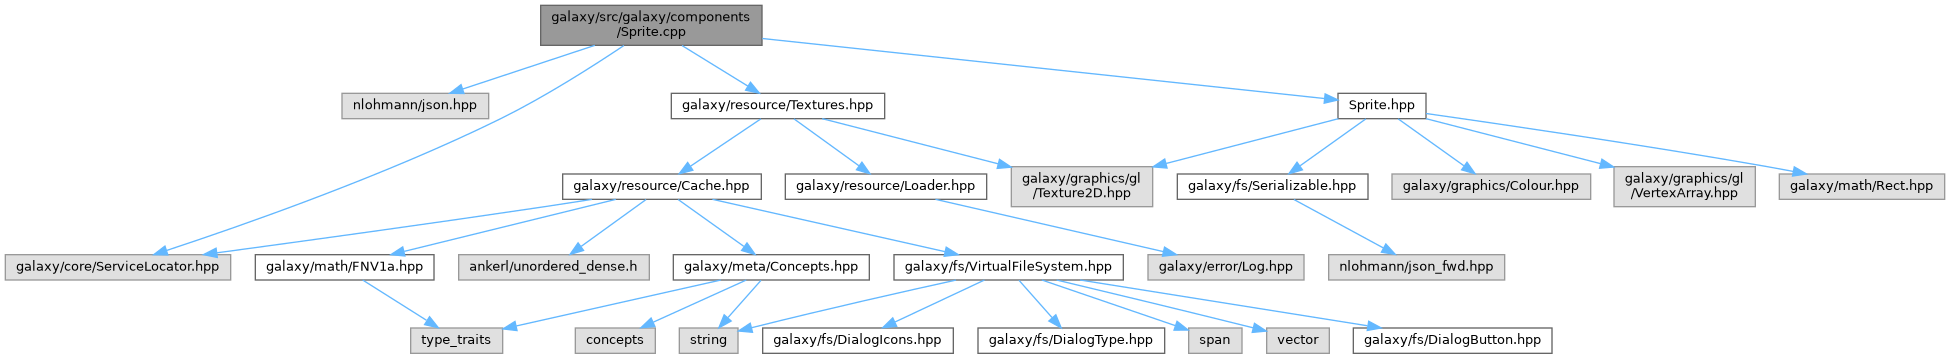 galaxy/src/galaxy/components
/Sprite.cpp
nlohmann/json.hpp
galaxy/resource/Textures.hpp
Sprite.hpp
galaxy/resource/Cache.hpp
galaxy/resource/Loader.hpp
galaxy/graphics/gl
/Texture2D.hpp
galaxy/fs/Serializable.hpp
galaxy/graphics/Colour.hpp
galaxy/graphics/gl
/VertexArray.hpp
galaxy/math/Rect.hpp
galaxy/core/ServiceLocator.hpp
galaxy/math/FNV1a.hpp
ankerl/unordered_dense.h
galaxy/meta/Concepts.hpp
galaxy/fs/VirtualFileSystem.hpp
galaxy/error/Log.hpp
nlohmann/json_fwd.hpp
type_traits
concepts
string
galaxy/fs/DialogIcons.hpp
galaxy/fs/DialogType.hpp
span
vector
galaxy/fs/DialogButton.hpp